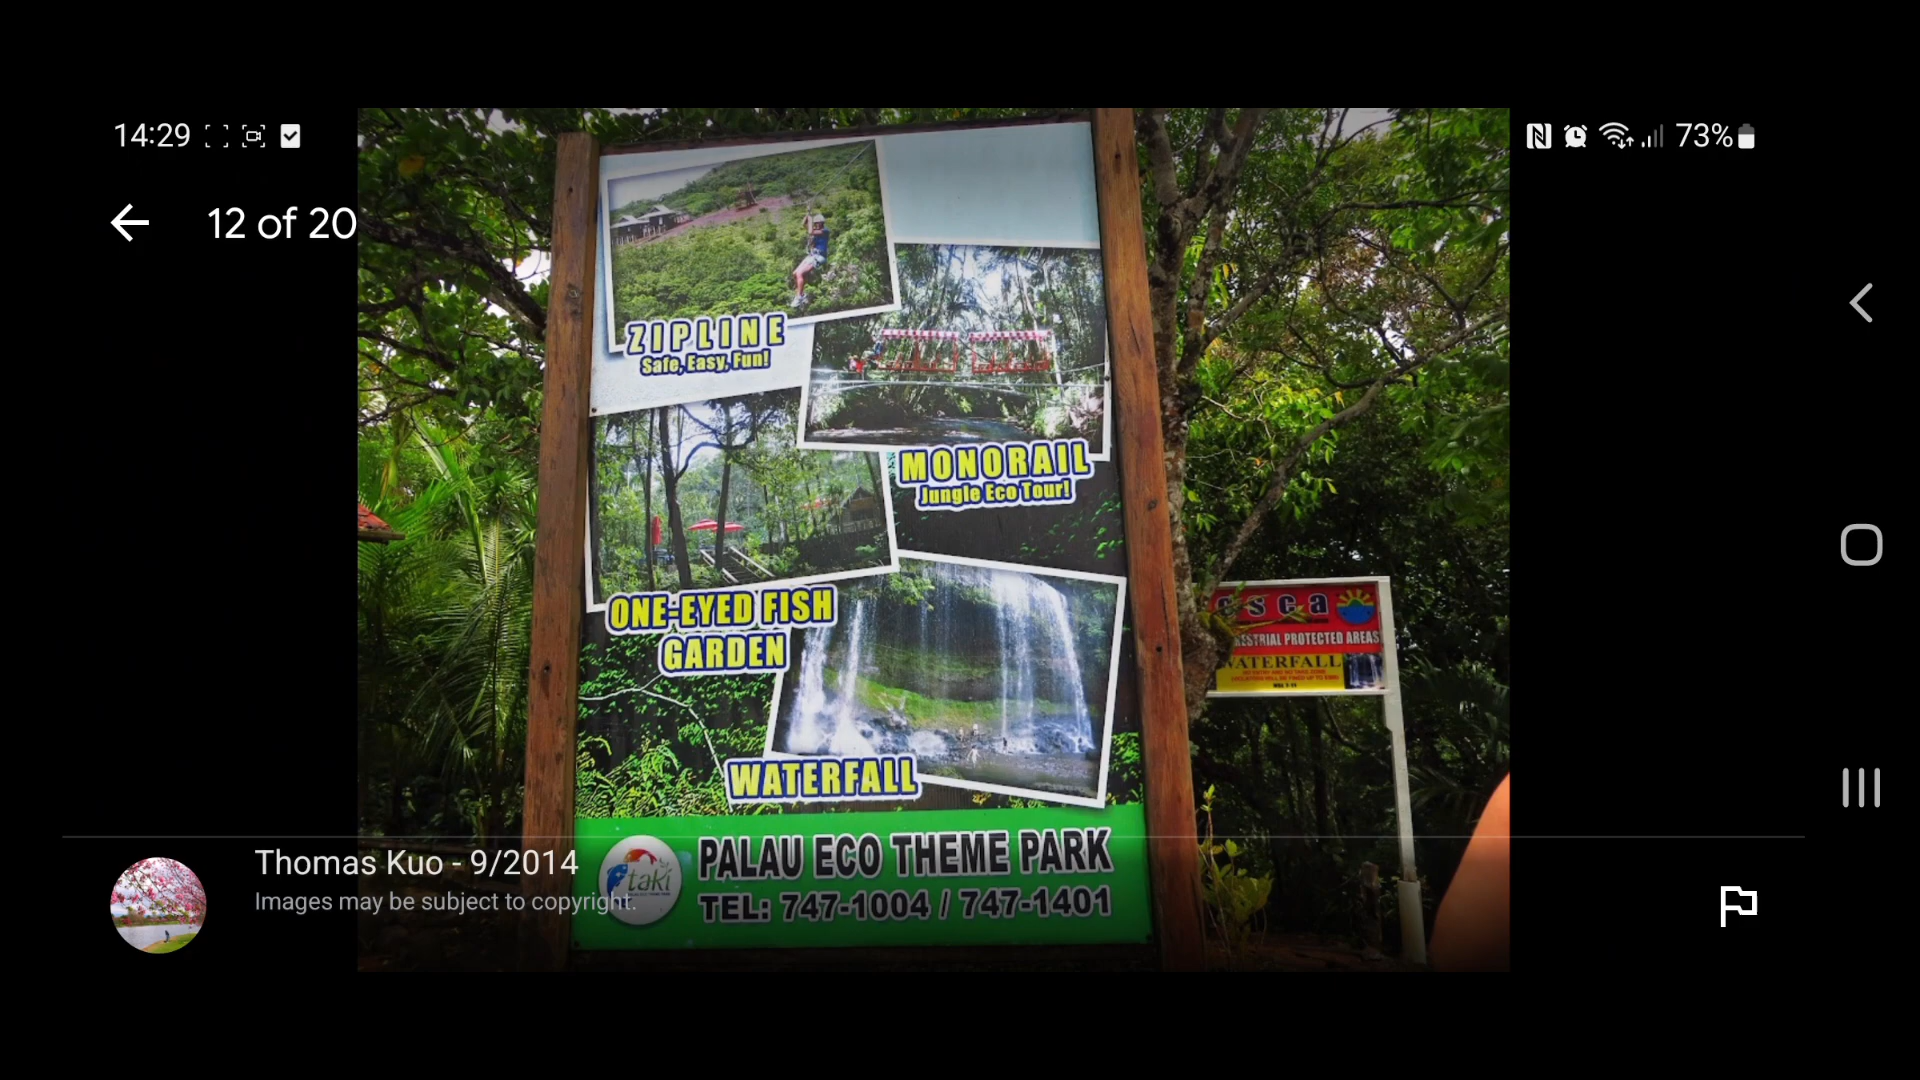 14:29
73%
12 of 20
ZIPLINE
Safe, Easy, Fun!
MONORAIL
Jungle Eco Tour!
ONE-EYED FISH
GARDEN
WATERFALL
taki
PALAU ECO THEME PARK
TEL: 747-1004 / 747-1401
PROTECTED AREAS
WATERFALL
Thomas Kuo - 9/2014
Images may be subject to copyright.